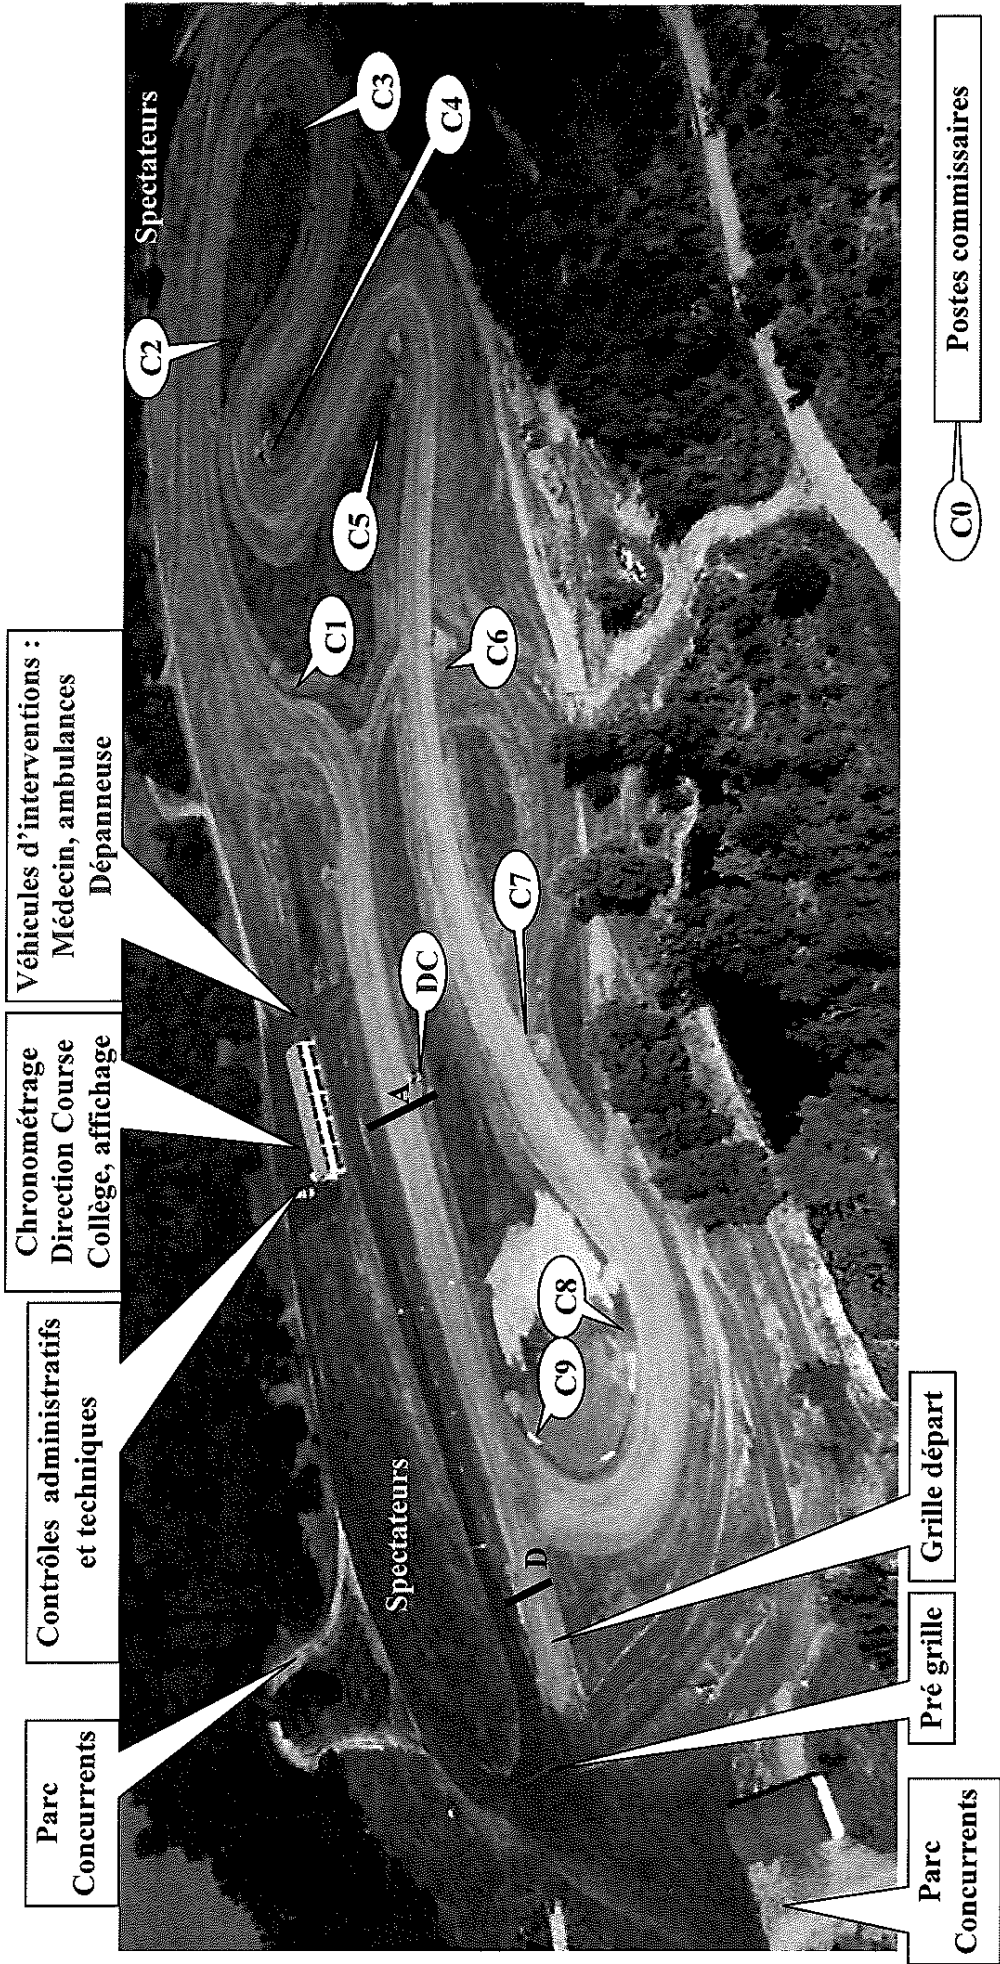 Parc
Concurrents
Contrôles administratifs
et techniques
Chronométrage
Direction Course
Collège, affichage
Véhicules d'interventions :
Médecin, ambulances
Dépanneuse
Spectateurs
Spectateurs
C2
C3
C4
C5
C1
C6
C7
DC
A
C8
C9
D
Parc
Concurrents
Pré grille
Grille départ
C0
Postes commissaires